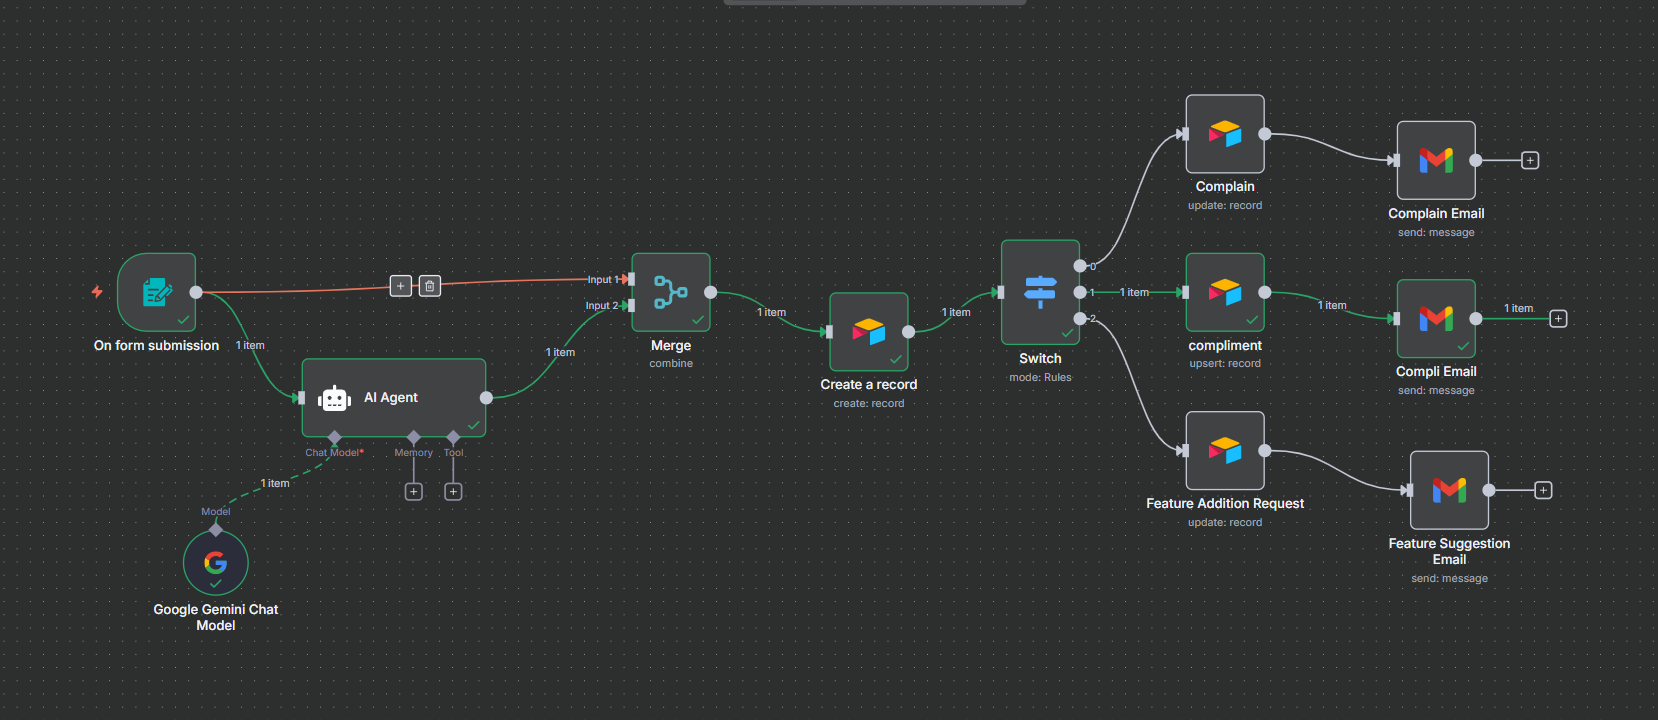 Complain
update: record
Complain Email
send: message
0
1
2
1 item
Input 1
Input 2
On form submission
1 item
Merge
combine
1 item
1 item
Create a record
create: record
1 item
Switch
mode: Rules
compliment
upsert: record
1 item
1 item
Compli Email
send: message
AI Agent
Chat Model*
Memory
Tool
1 item
Model
Google Gemini Chat
Model
Feature Addition Request
update: record
Feature Suggestion
Email
send: message